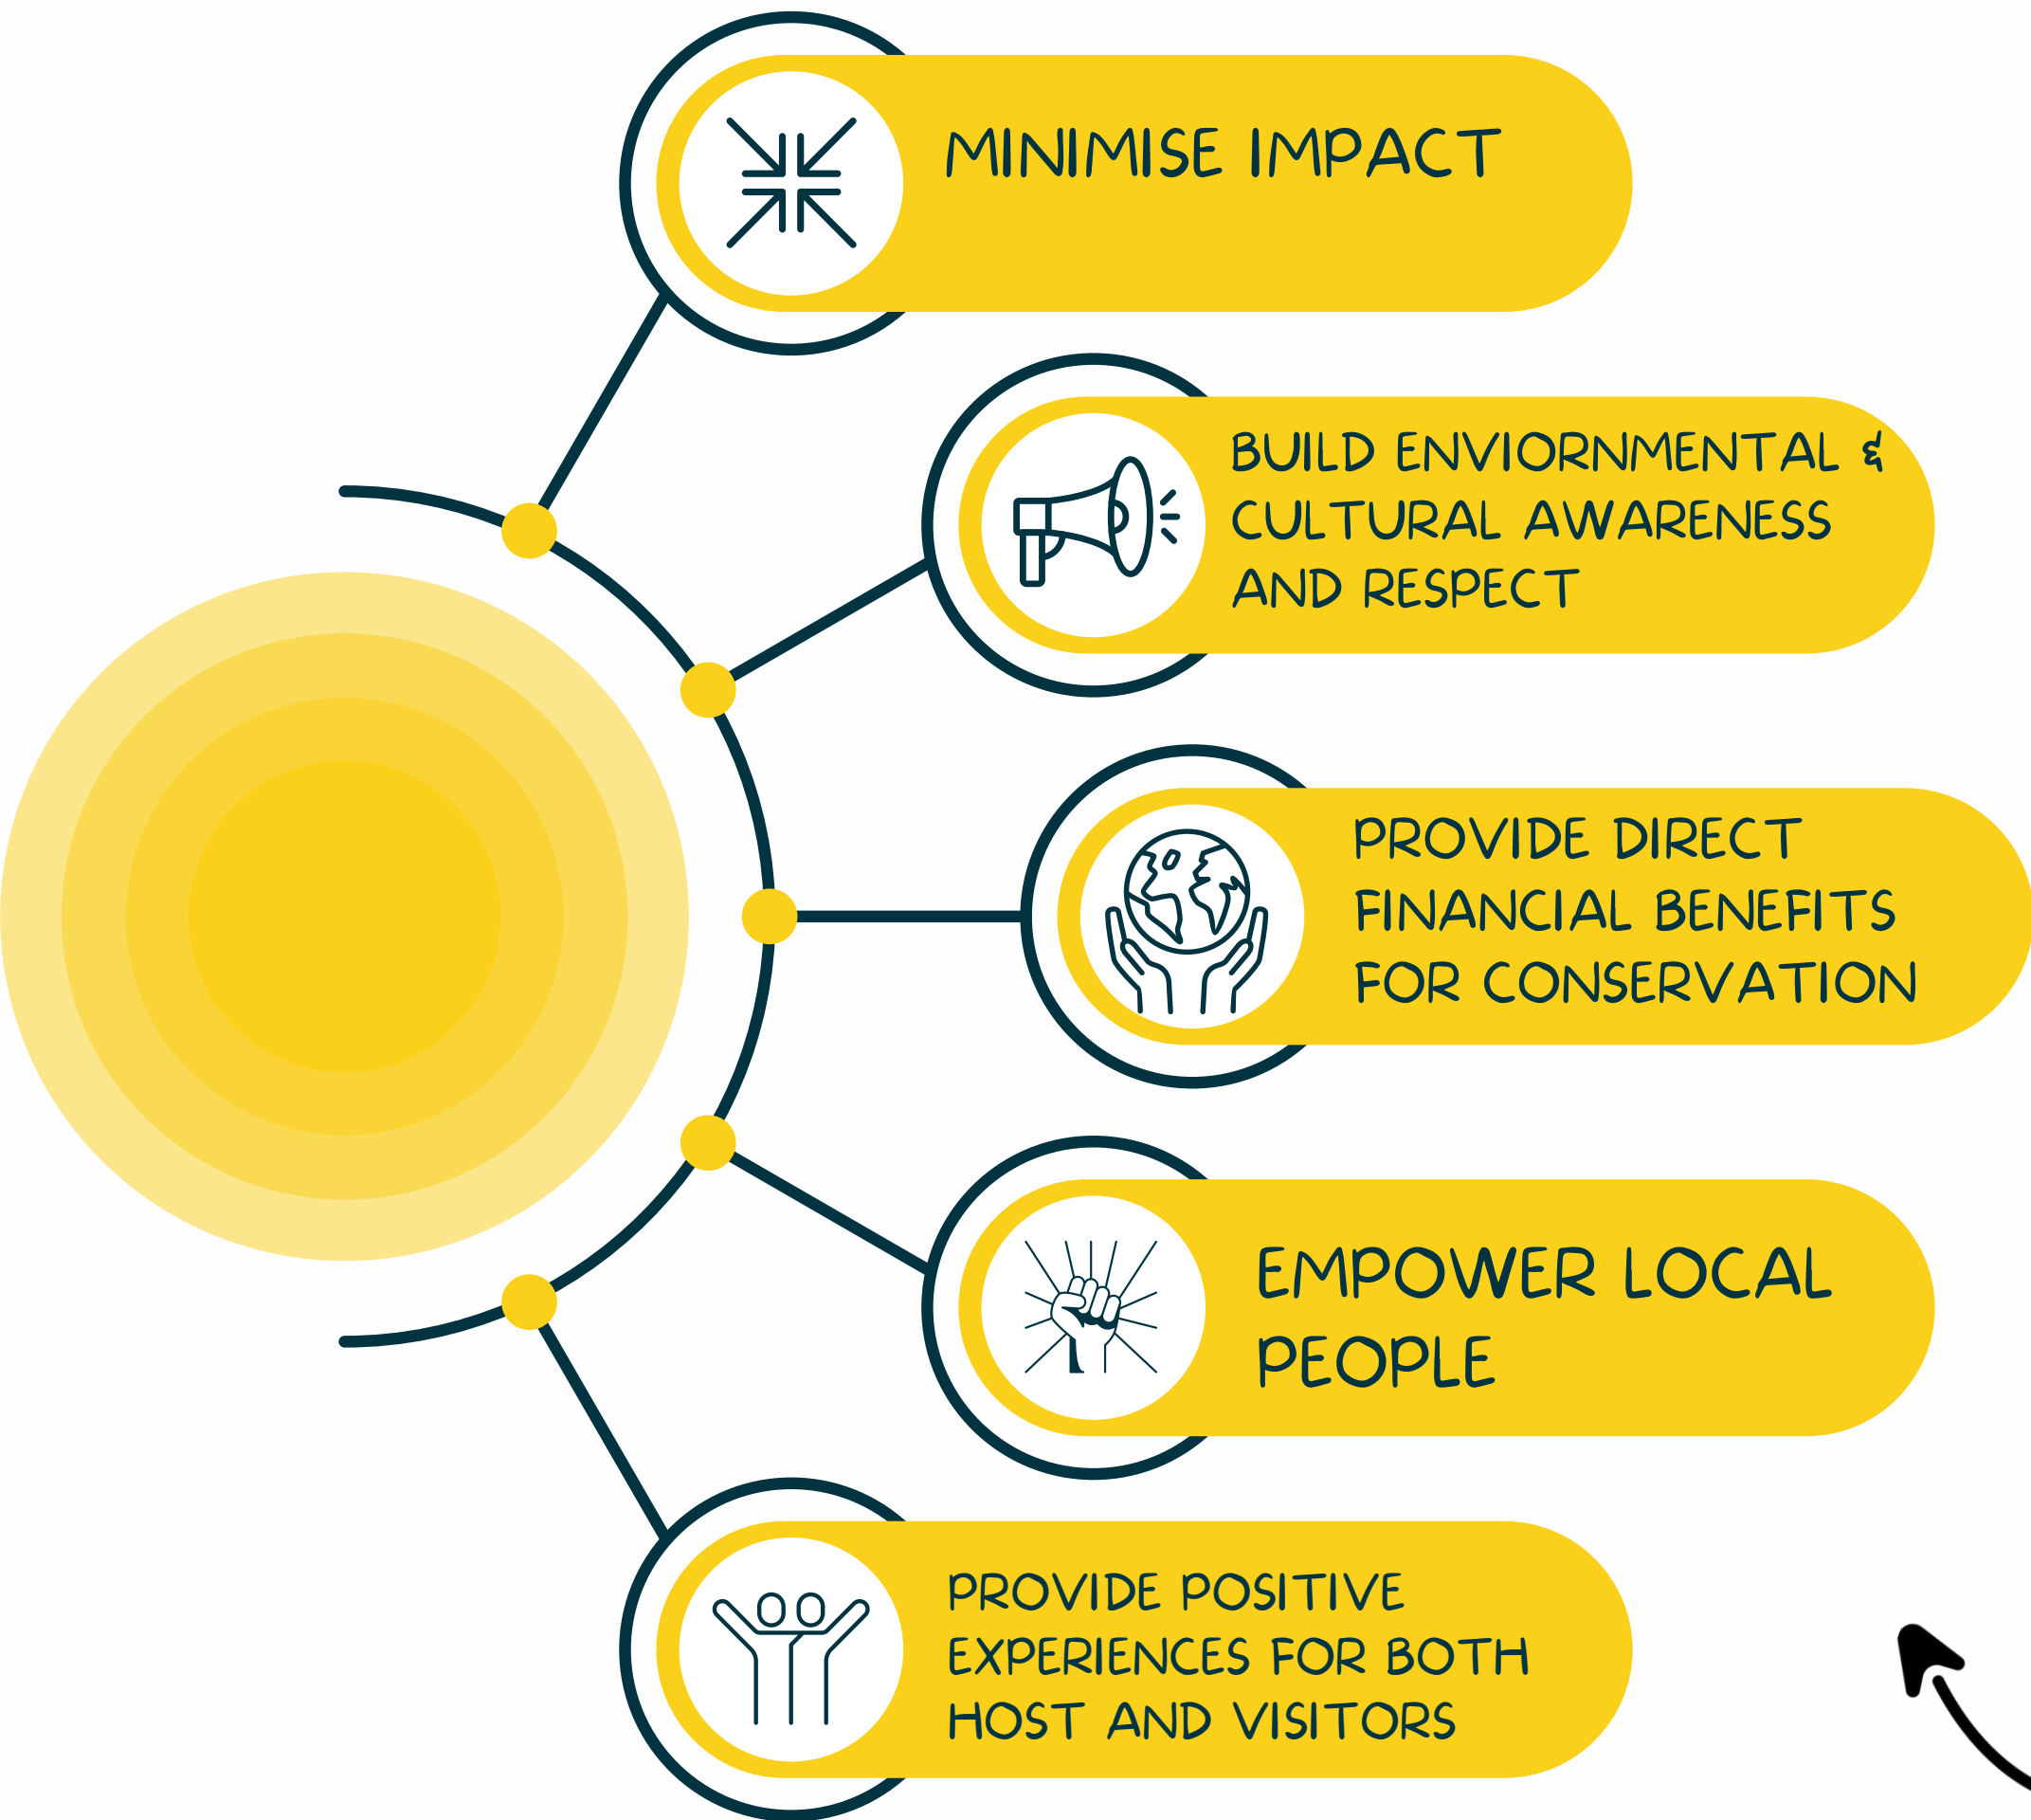 MINIMISE IMPACT
BUILD ENVIORNMENTAL &
CULTURAL AWARENESS
AND RESPECT
PROVIDE DIRECT
FINANCIAL BENEFITS
FOR CONSERVATION
EMPOWER LOCAL
PEOPLE
PROVIDE POSITIVE
EXPERIENCES FOR BOTH
HOST AND VISITORS